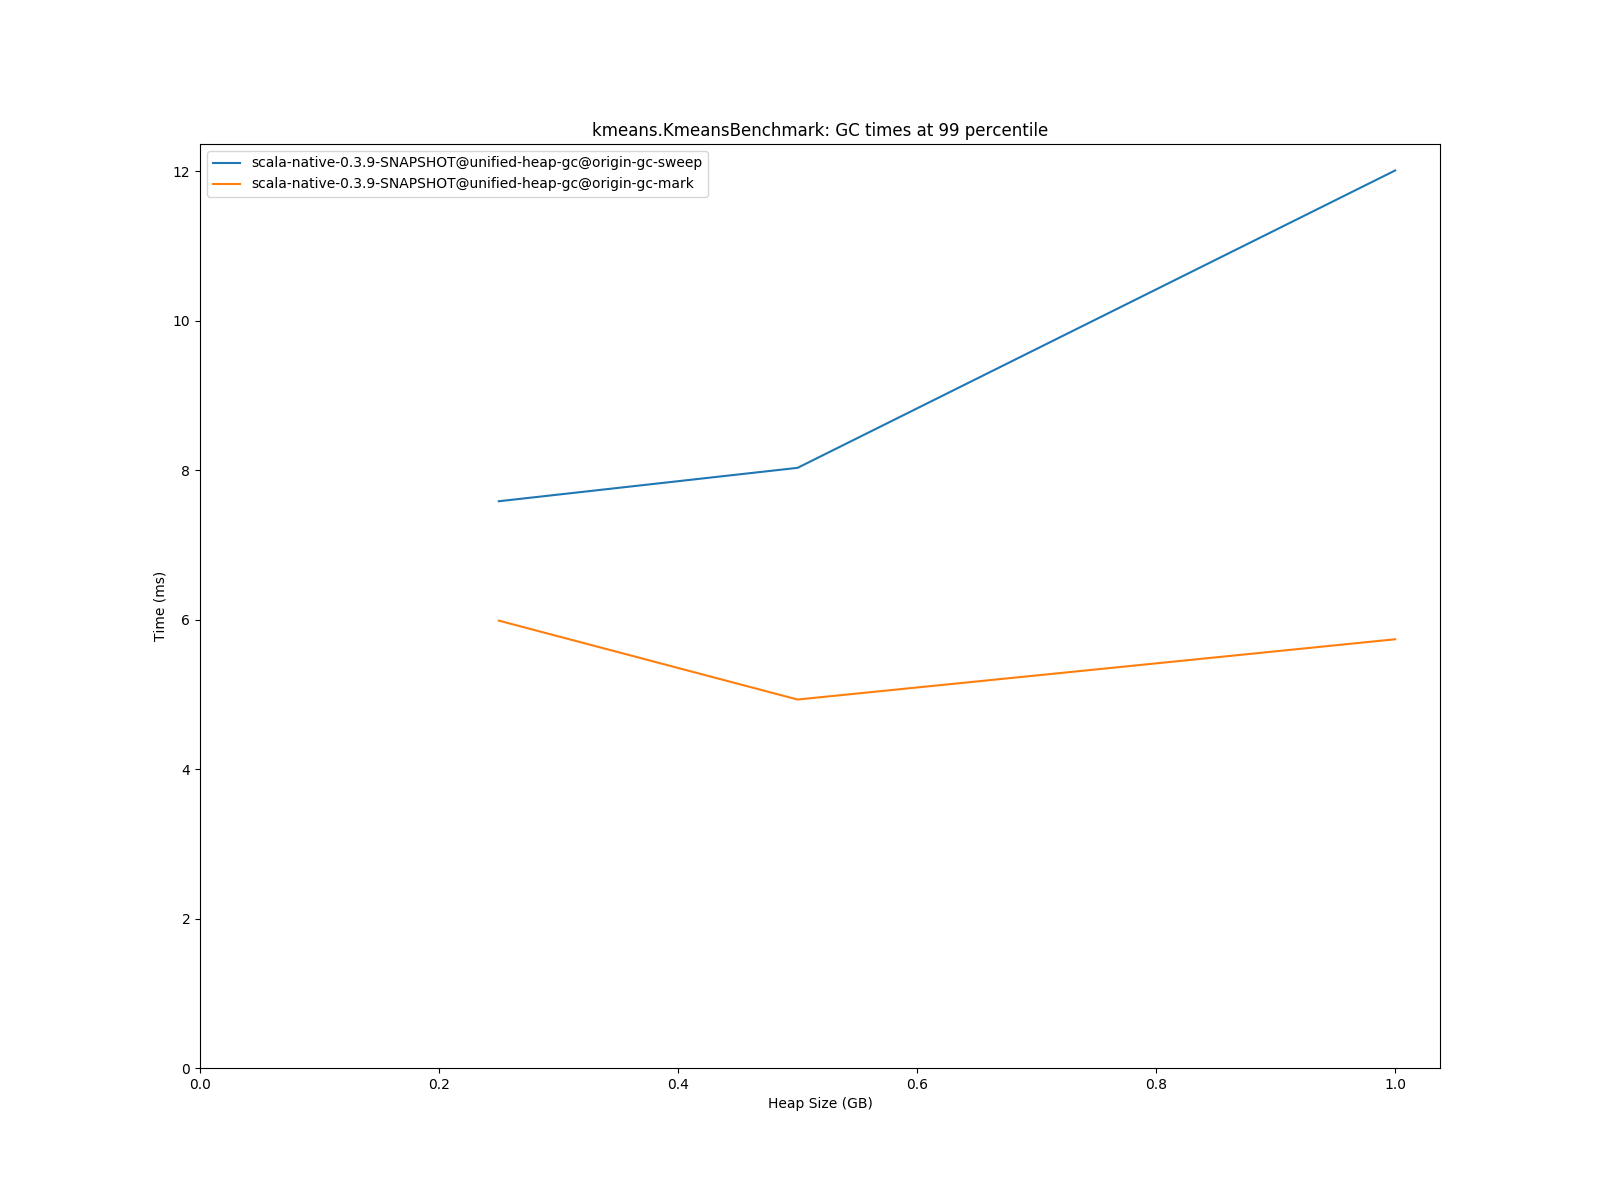 kmeans.KmeansBenchmark: GC times at 99 percentile
scala-native-0.3.9-SNAPSHOT@unified-heap-gc@origin-gc-sweep
scala-native-0.3.9-SNAPSHOT@unified-heap-gc@origin-gc-mark
12
10
8
6
4
2
0
Time (ms)
0.0 0.2 0.4 0.6 0.8 1.0
Heap Size (GB)